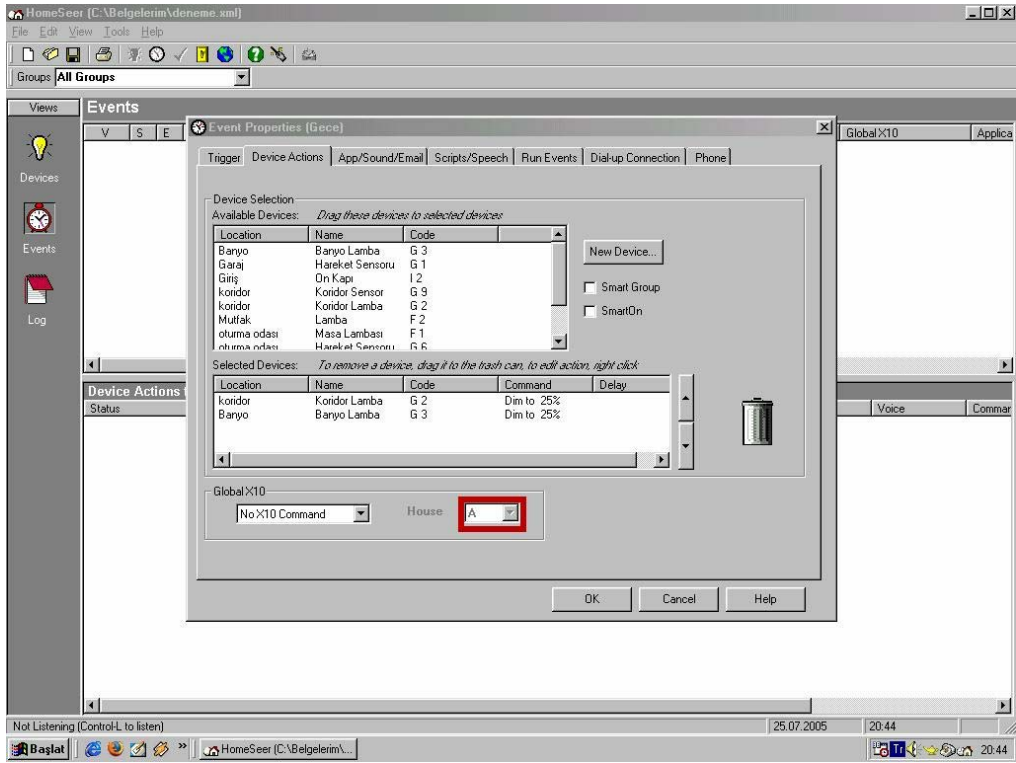 HomeSeer (C:\Belgelerim\deneme.xml)
File Edit View Tools Help
Groups All Groups
Views Events
V S E Global X10 Applica
Devices
Events
Log
Event Properties (Gece)
Trigger Device Actions App/Sound/Email Scripts/Speech Run Events Dial-up Connection Phone
Device Selection
Available Devices: Drag these devices to selected devices
Location Name Code
Banyo Banyo Lamba G 3
Garaj Hareket Sensoru G 1
Giriş Ön Kapı I 2
koridor Koridor Sensor G 9
koridor Koridor Lamba G 2
Mutfak Lamba F 2
oturma odası Masa Lambası F 1
oturma odası Hareket Sensoru G 6
New Device...
Smart Group
SmartOn
Selected Devices: To remove a device, drag it to the trash can, to edit action, right click
Location Name Code Command Delay
koridor Koridor Lamba G 2 Dim to 25%
Banyo Banyo Lamba G 3 Dim to 25%
Global X10
No X10 Command House A
OK Cancel Help
Device Actions
Status Voice Commar
Not Listening (Control-L to listen) 25.07.2005 20:44
Başlat » HomeSeer (C:\Belgelerim\... Tr 20:44